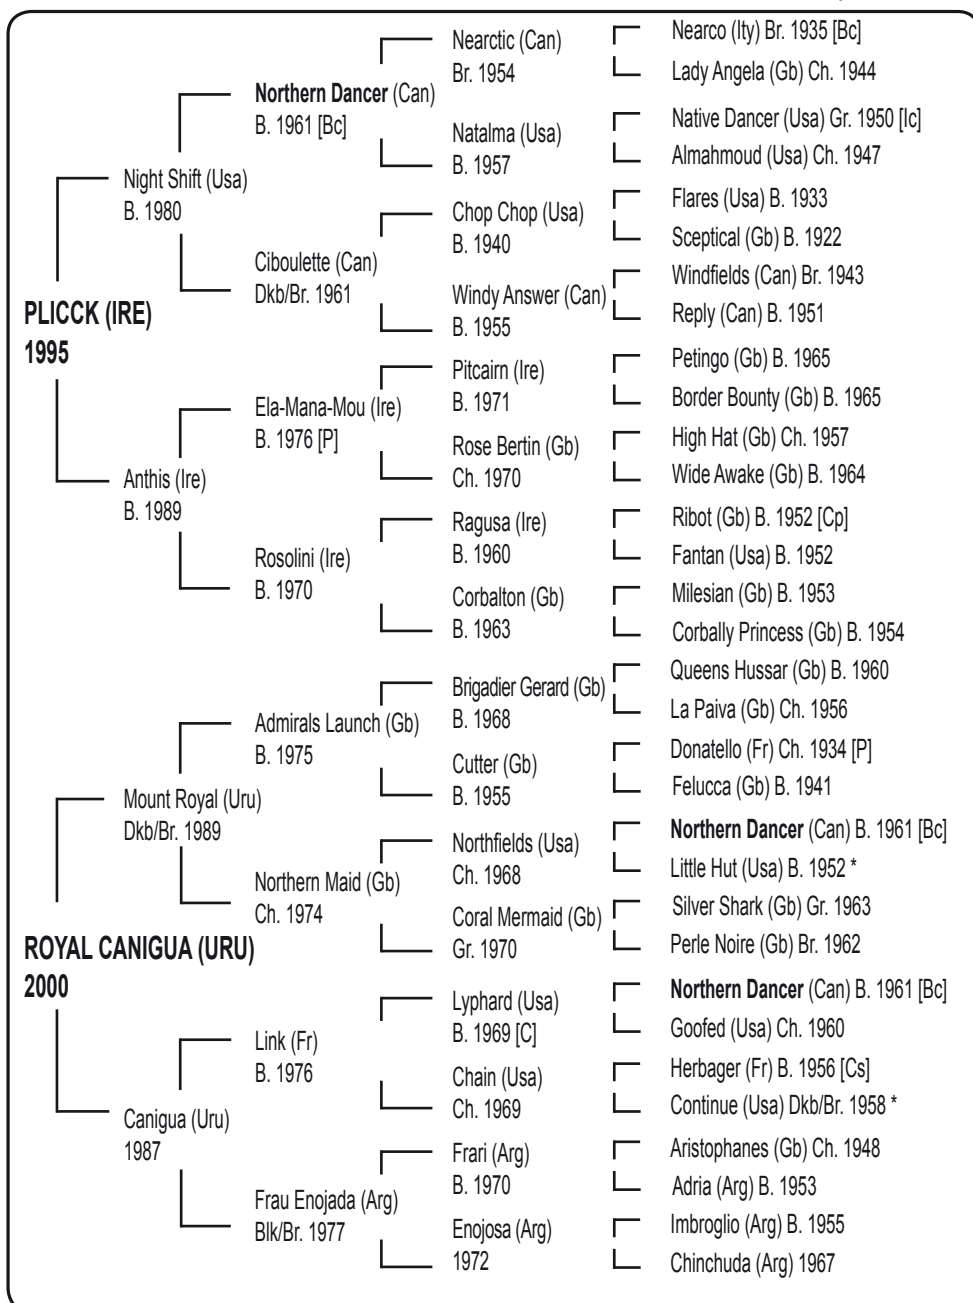 PLICCK (IRE)
1995
Night Shift (Usa)
B. 1980
Northern Dancer (Can)
B. 1961 [Bc]
Nearctic (Can)
Br. 1954
Nearco (Ity) Br. 1935 [Bc]
Lady Angela (Gb) Ch. 1944
Natalma (Usa)
B. 1957
Native Dancer (Usa) Gr. 1950 [Ic]
Almahmoud (Usa) Ch. 1947
Ciboulette (Can)
Dkb/Br. 1961
Chop Chop (Usa)
B. 1940
Flares (Usa) B. 1933
Sceptical (Gb) B. 1922
Windy Answer (Can)
B. 1955
Windfields (Can) Br. 1943
Reply (Can) B. 1951
Anthis (Ire)
B. 1989
Ela-Mana-Mou (Ire)
B. 1976 [P]
Pitcairn (Ire)
B. 1971
Petingo (Gb) B. 1965
Border Bounty (Gb) B. 1965
Rose Bertin (Gb)
Ch. 1970
High Hat (Gb) Ch. 1957
Wide Awake (Gb) B. 1964
Rosolini (Ire)
B. 1970
Ragusa (Ire)
B. 1960
Ribot (Gb) B. 1952 [Cp]
Fantan (Usa) B. 1952
Corbalton (Gb)
B. 1963
Milesian (Gb) B. 1953
Corbally Princess (Gb) B. 1954
ROYAL CANIGUA (URU)
2000
Mount Royal (Uru)
Dkb/Br. 1989
Admirals Launch (Gb)
B. 1975
Brigadier Gerard (Gb)
B. 1968
Queens Hussar (Gb) B. 1960
La Paiva (Gb) Ch. 1956
Cutter (Gb)
B. 1955
Donatello (Fr) Ch. 1934 [P]
Felucca (Gb) B. 1941
Northern Maid (Gb)
Ch. 1974
Northfields (Usa)
Ch. 1968
Northern Dancer (Can) B. 1961 [Bc]
Little Hut (Usa) B. 1952 *
Coral Mermaid (Gb)
Gr. 1970
Silver Shark (Gb) Gr. 1963
Perle Noire (Gb) Br. 1962
Canigua (Uru)
1987
Link (Fr)
B. 1976
Lyphard (Usa)
B. 1969 [C]
Northern Dancer (Can) B. 1961 [Bc]
Goofed (Usa) Ch. 1960
Chain (Usa)
Ch. 1969
Herbager (Fr) B. 1956 [Cs]
Continue (Usa) Dkb/Br. 1958 *
Frau Enojada (Arg)
Blk/Br. 1977
Frari (Arg)
B. 1970
Aristophanes (Gb) Ch. 1948
Adria (Arg) B. 1953
Enojosa (Arg)
1972
Imbroglio (Arg) B. 1955
Chinchuda (Arg) 1967